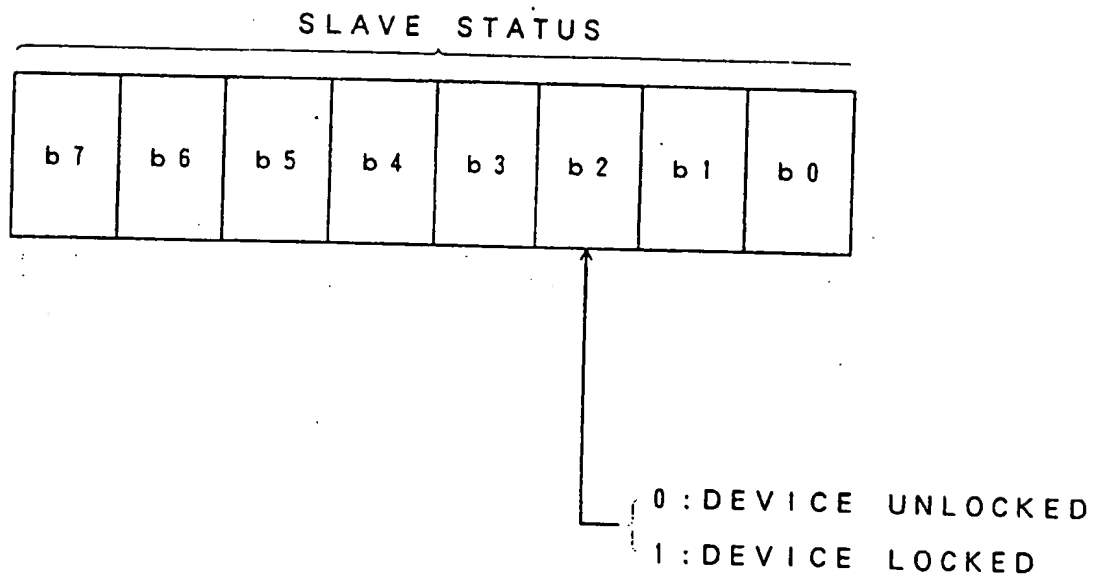 SLAVE STATUS
b7 b6 b5 b4 b3 b2 b1 b0
0:DEVICE UNLOCKED
1:DEVICE LOCKED